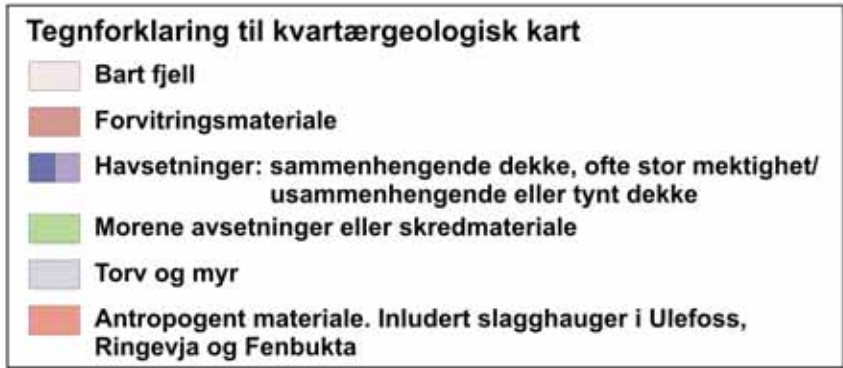 Tegnforklaring til kvartærgeologisk kart
Bart fjell
Forvitringsmateriale
Havsetninger: sammenhengende dekke, ofte stor mektighet/
usammenhengende eller tynt dekke
Morene avsetninger eller skredmateriale
Torv og myr
Antropogent materiale. Inludert slagghauger i Ulefoss,
Ringevja og Fenbukta